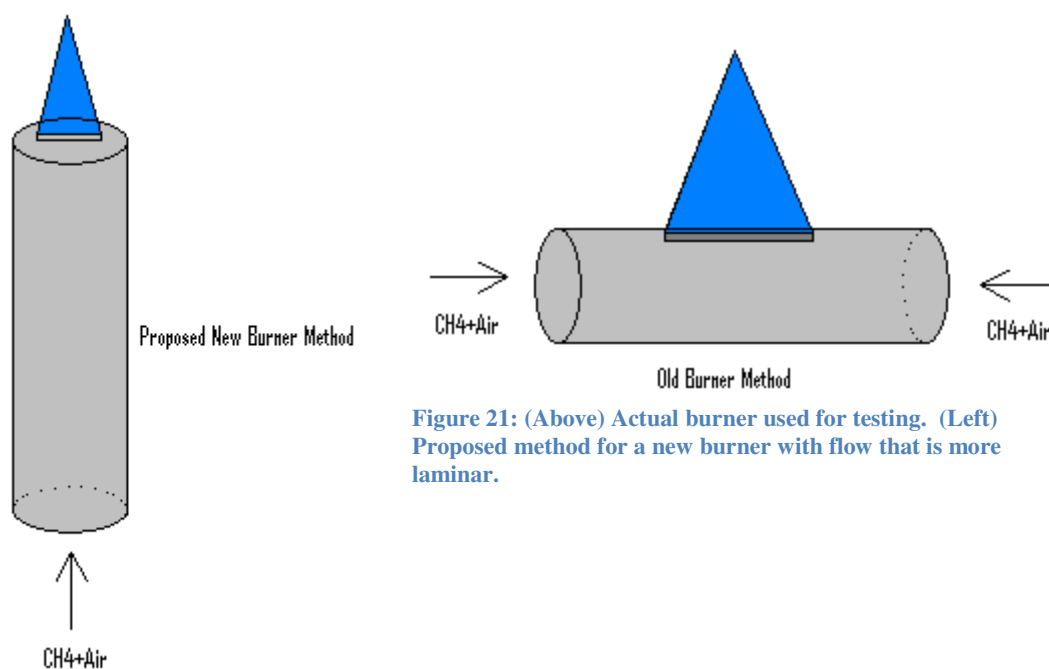 Proposed New Burner Method
CH4+Air
CH4+Air
CH4+Air
Old Burner Method
Figure 21: (Above) Actual burner used for testing.  (Left)
Proposed method for a new burner with flow that is more
laminar.